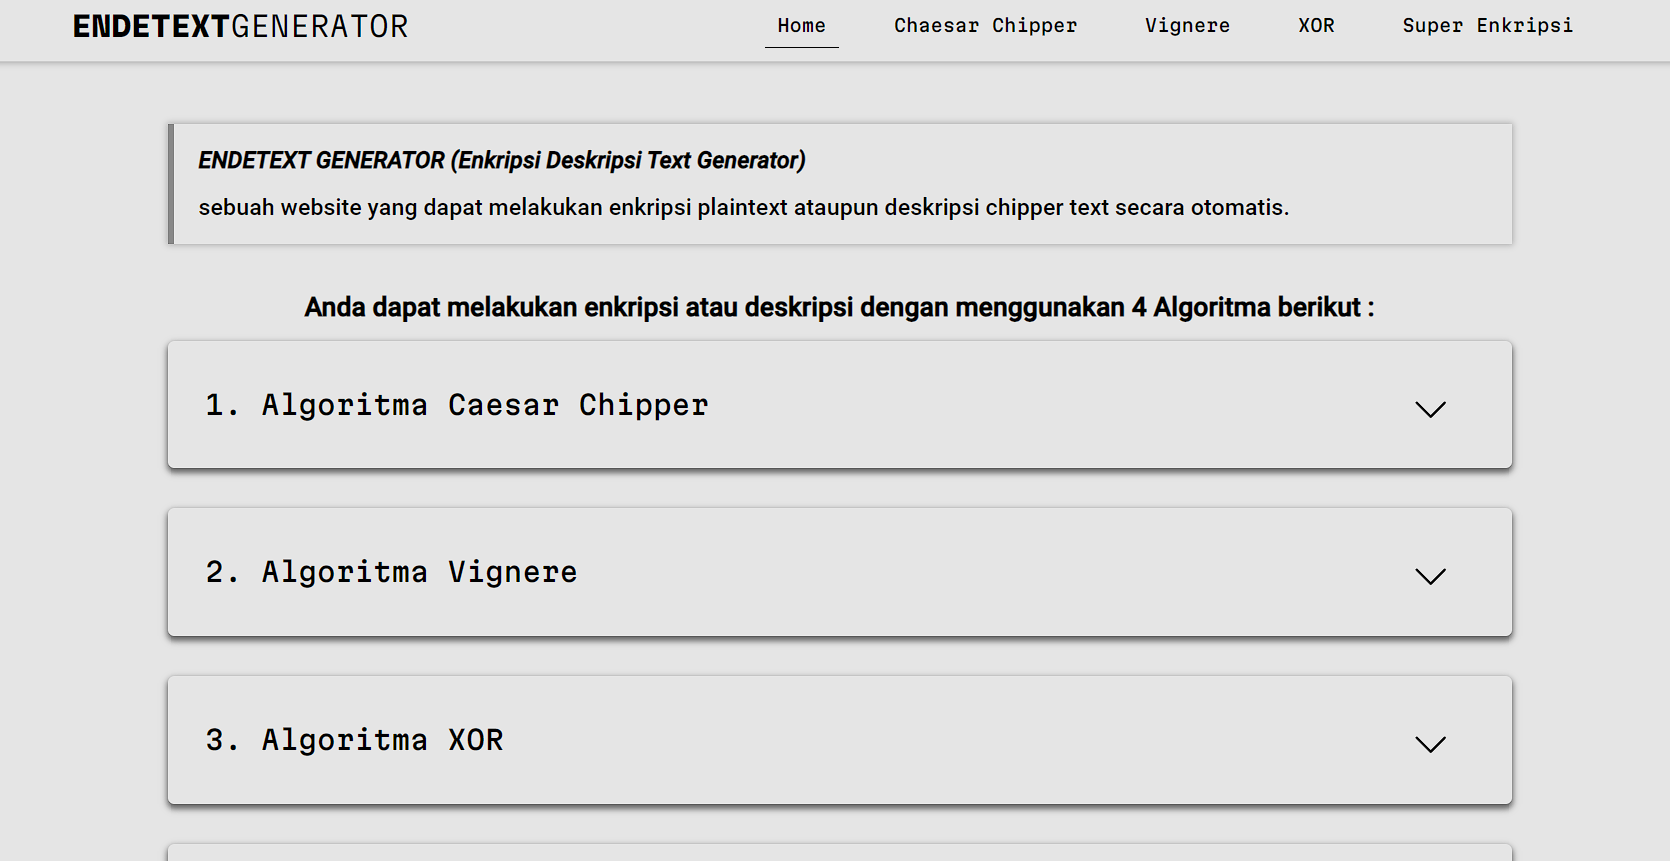 ENDETEXTGENERATOR
Home Chaesar Chipper Vignere XOR Super Enkripsi
ENDETEXT GENERATOR (Enkripsi Deskripsi Text Generator)
sebuah website yang dapat melakukan enkripsi plaintext ataupun deskripsi chipper text secara otomatis.
Anda dapat melakukan enkripsi atau deskripsi dengan menggunakan 4 Algoritma berikut :
1. Algoritma Caesar Chipper
2. Algoritma Vignere
3. Algoritma XOR